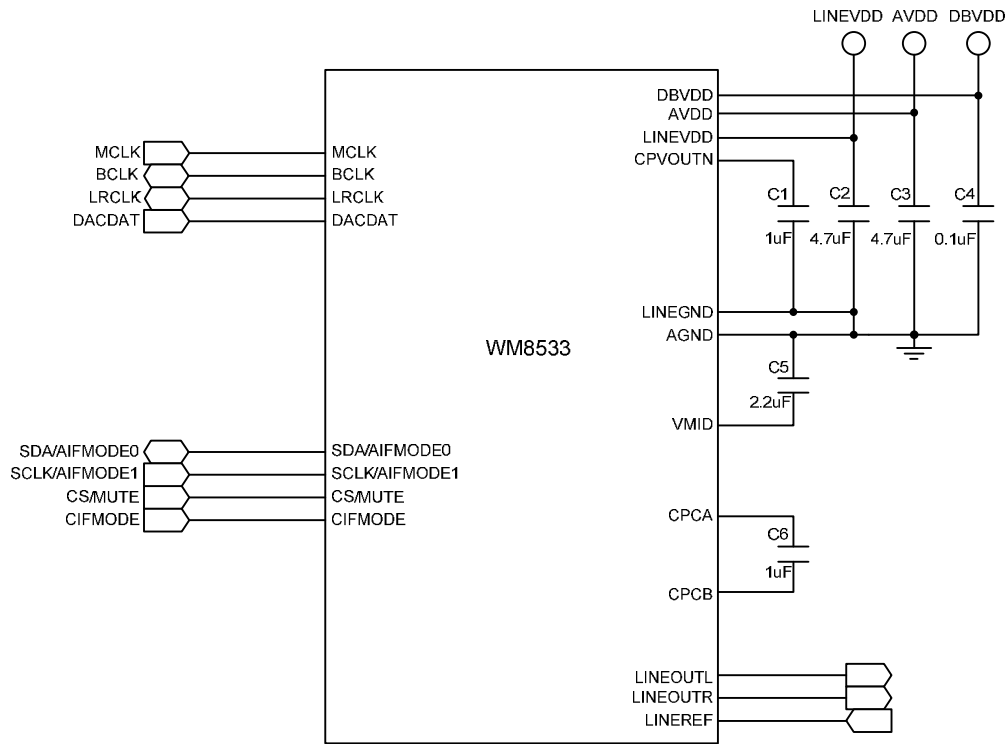 LINEVDD AVDD DBVDD
DBVDD
AVDD
LINEVDD
CPVOUTN
MCLK MCLK
BCLK BCLK
LRCLK LRCLK
DACDAT DACDAT
C1 C2 C3 C4
1uF 4.7uF 4.7uF 0.1uF
LINEGND
AGND
WM8533
C5
2.2uF
VMID
SDA/AIFMODE0 SDA/AIFMODE0
SCLK/AIFMODE1 SCLK/AIFMODE1
CS/MUTE CS/MUTE
CIFMODE CIFMODE
CPCA
C6
1uF
CPCB
LINEOUTL
LINEOUTR
LINEREF